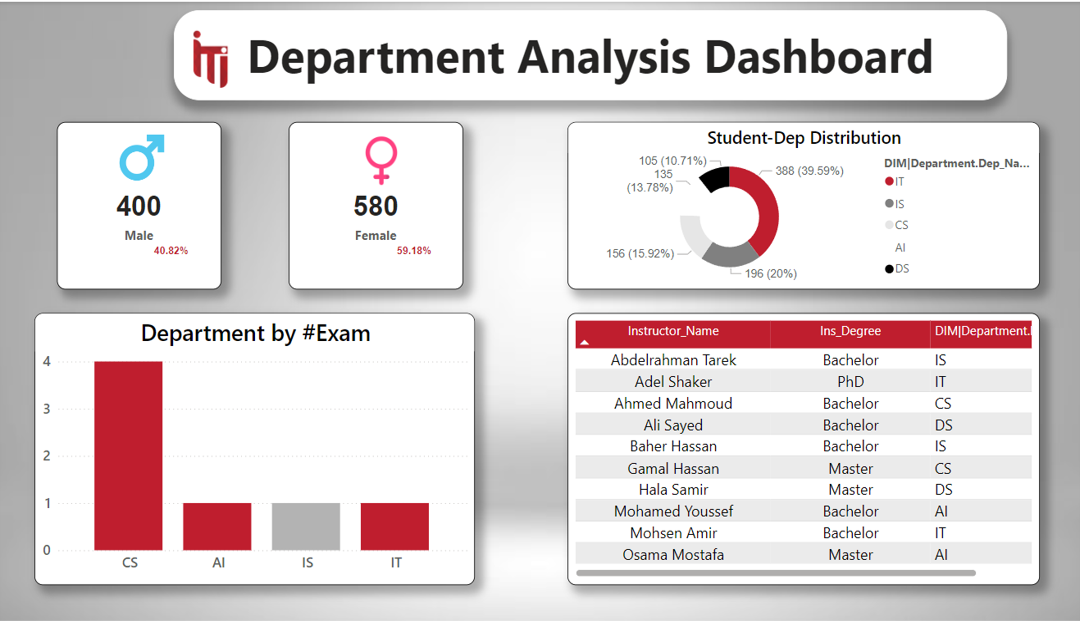 iTi Department Analysis Dashboard
400
Male
40.82%
580
Female
59.18%
Student-Dep Distribution
105 (10.71%)
135
(13.78%)
388 (39.59%)
156 (15.92%)
196 (20%)
DIM|Department.Dep_Na...
IT
IS
CS
AI
DS
Department by #Exam
4
3
2
1
0
CS AI IS IT
Instructor_Name Ins_Degree DIM|Department.
Abdelrahman Tarek Bachelor IS
Adel Shaker PhD IT
Ahmed Mahmoud Bachelor CS
Ali Sayed Bachelor DS
Baher Hassan Bachelor IS
Gamal Hassan Master CS
Hala Samir Master DS
Mohamed Youssef Bachelor AI
Mohsen Amir Bachelor IT
Osama Mostafa Master AI